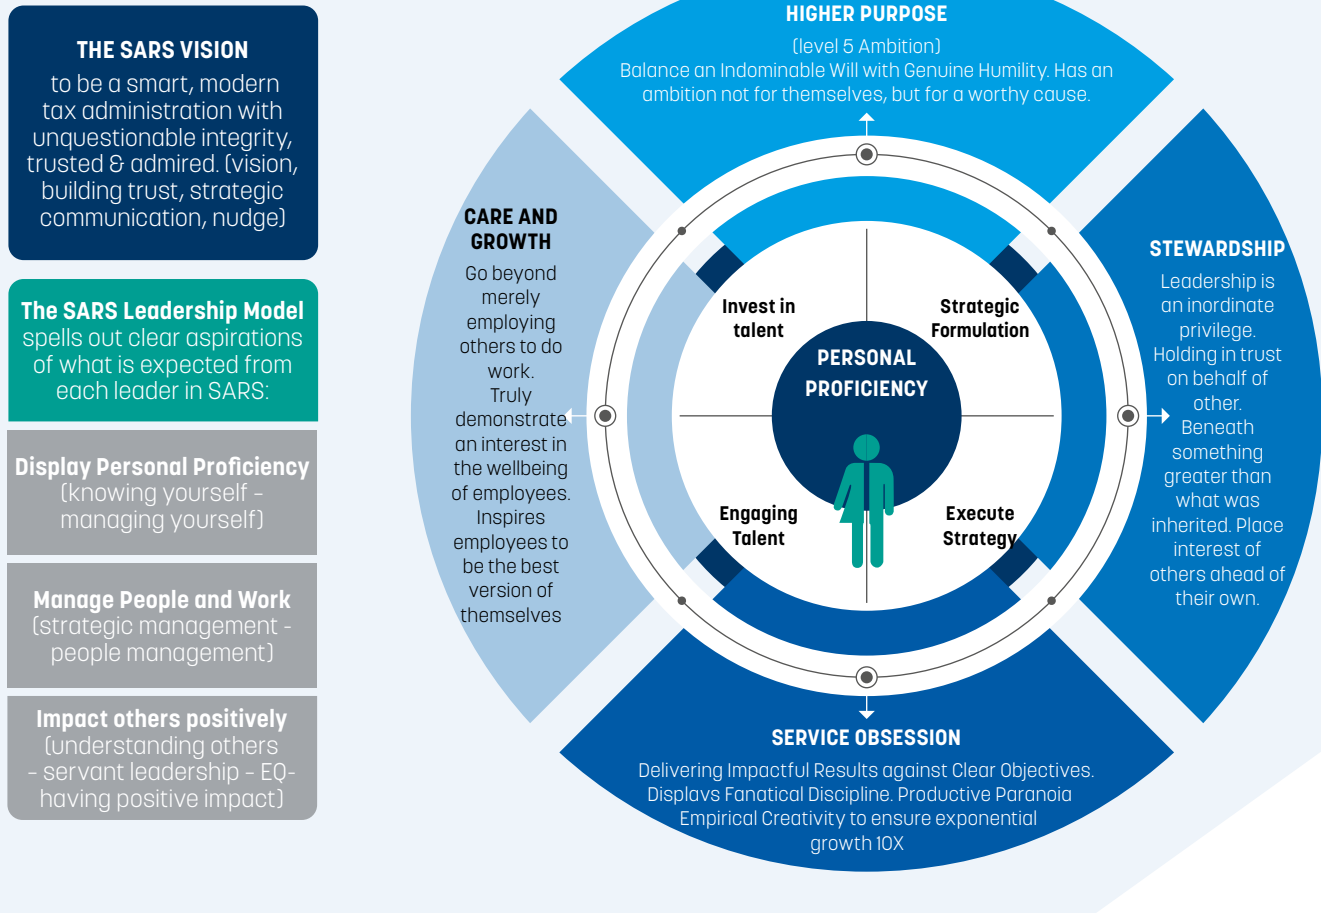 THE SARS VISION
to be a smart, modern
tax administration with
unquestionable integrity,
trusted & admired. (vision,
building trust, strategic
communication, nudge)
The SARS Leadership Model
spells out clear aspirations
of what is expected from
each leader in SARS:
Display Personal Proficiency
(knowing yourself –
managing yourself)
Manage People and Work
(strategic management -
people management)
Impact others positively
(understanding others
– servant leadership – EQ-
having positive impact)
HIGHER PURPOSE
(level 5 Ambition)
Balance an Indominable Will with Genuine Humility. Has an
ambition not for themselves, but for a worthy cause.
CARE AND
GROWTH
Go beyond
merely
employing
others to do
work.
Truly
demonstrate
an interest in
the wellbeing
of employees.
Inspires
employees to
be the best
version of
themselves
Invest in
talent
Strategic
Formulation
PERSONAL
PROFICIENCY
Engaging
Talent
Execute
Strategy
STEWARDSHIP
Leadership is
an inordinate
privilege.
Holding in trust
on behalf of
other.
Beneath
something
greater than
what was
inherited. Place
interest of
others ahead of
their own.
SERVICE OBSESSION
Delivering Impactful Results against Clear Objectives.
Displavs Fanatical Discipline. Productive Paranoia
Empirical Creativity to ensure exponential
growth 10X